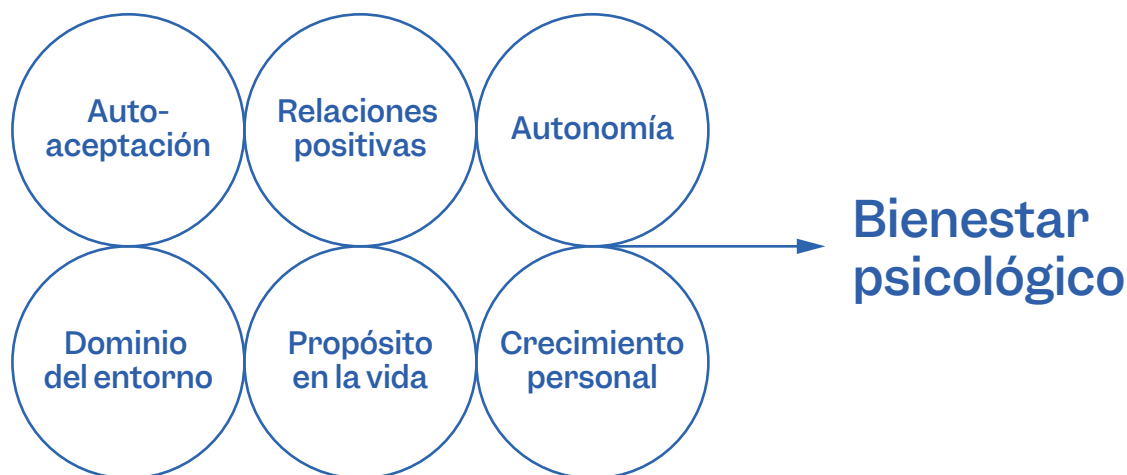 Auto-
aceptación
Relaciones
positivas
Autonomía
Bienestar
psicológico
Dominio
del entorno
Propósito
en la vida
Crecimiento
personal